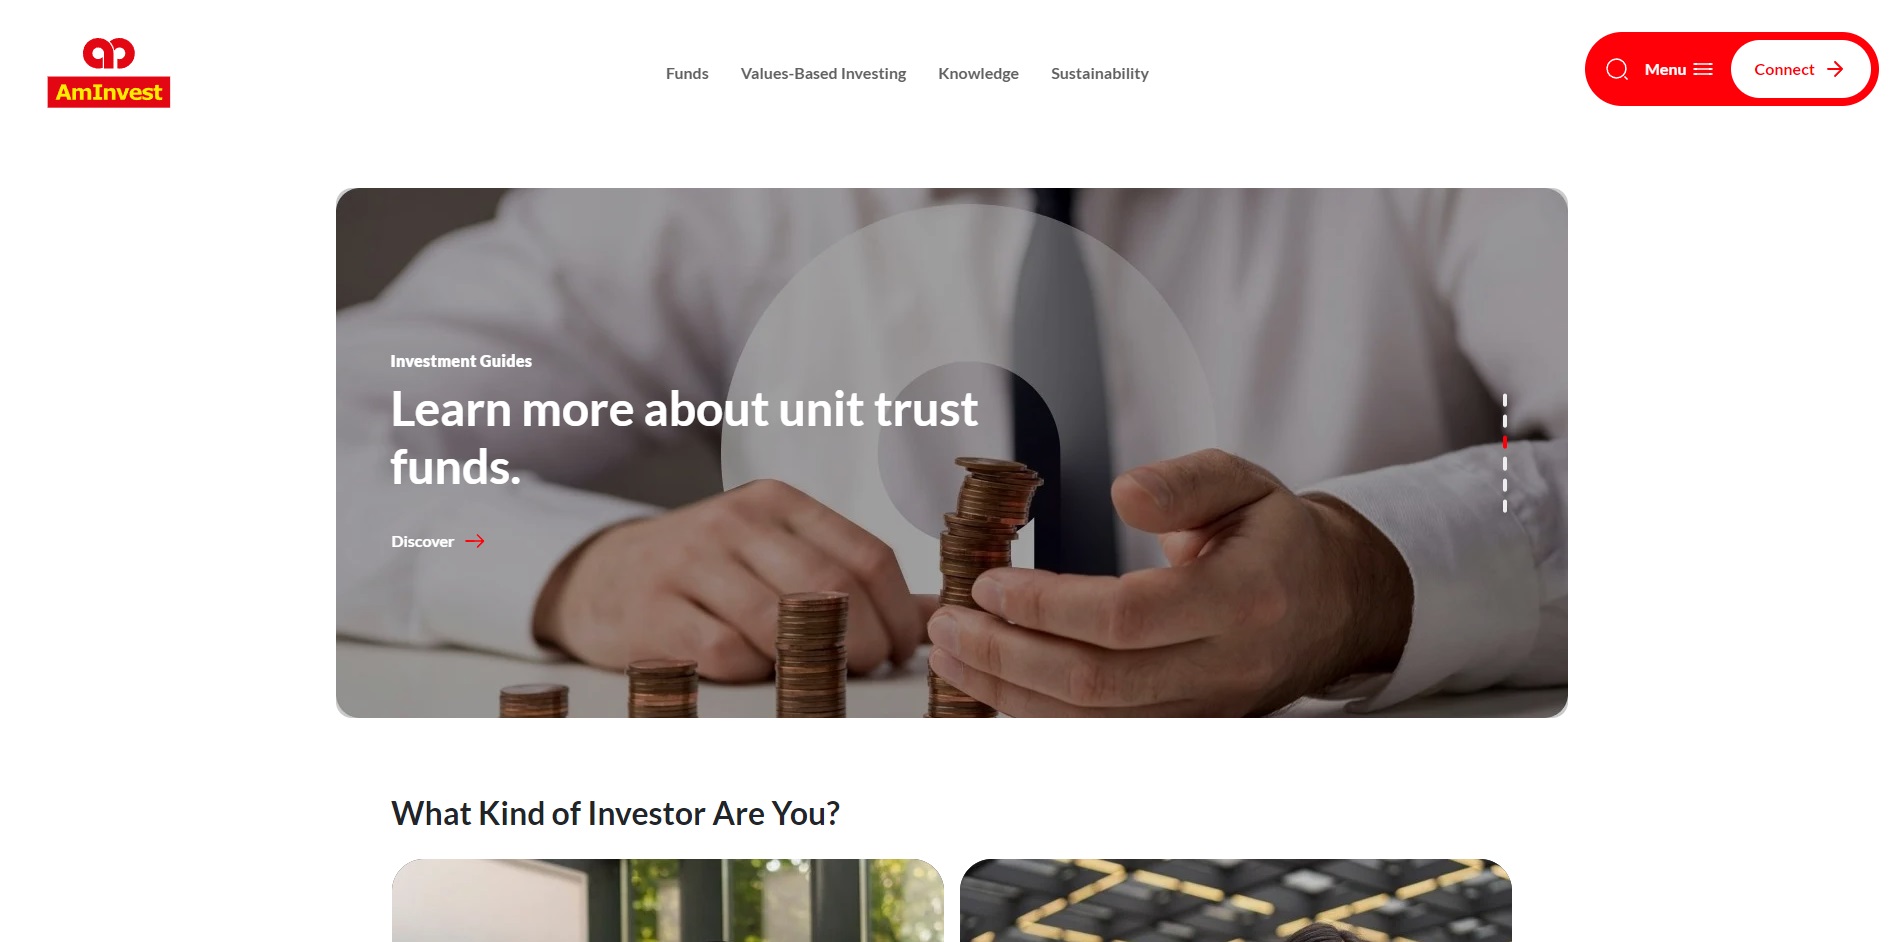 AmInvest
Funds
Values-Based Investing
Knowledge
Sustainability
Menu
Connect
Investment Guides
Learn more about unit trust
funds.
Discover
What Kind of Investor Are You?